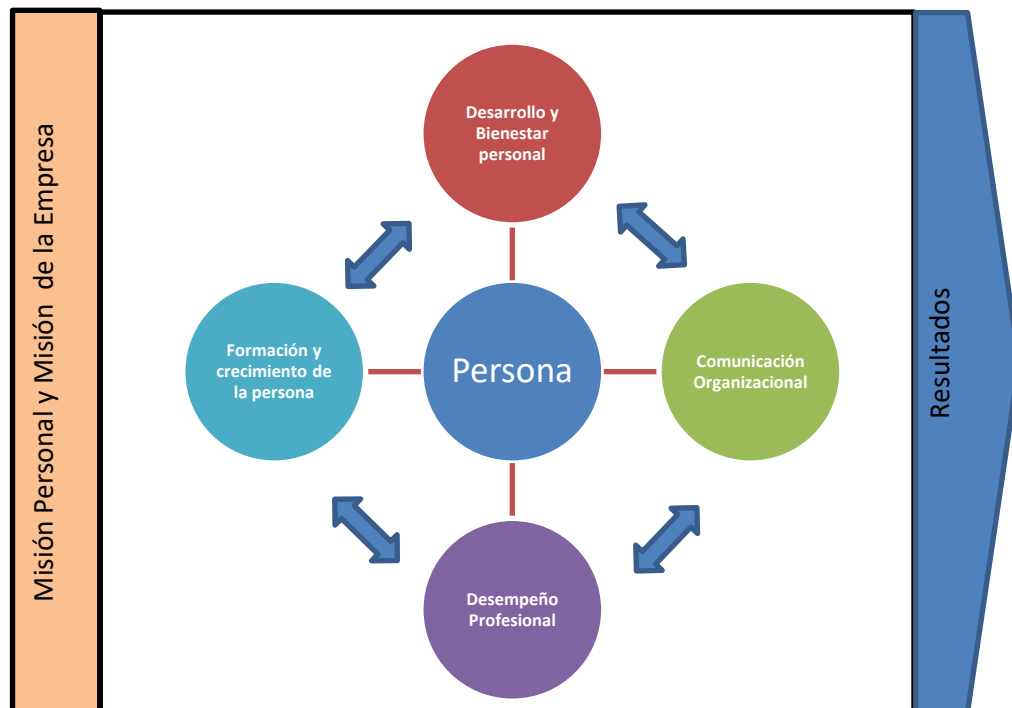 Misión Personal y Misión de la Empresa
Desarrollo y
Bienestar
personal
Formación y
crecimiento de
la persona
Persona
Comunicación
Organizacional
Desempeño
Profesional
Resultados